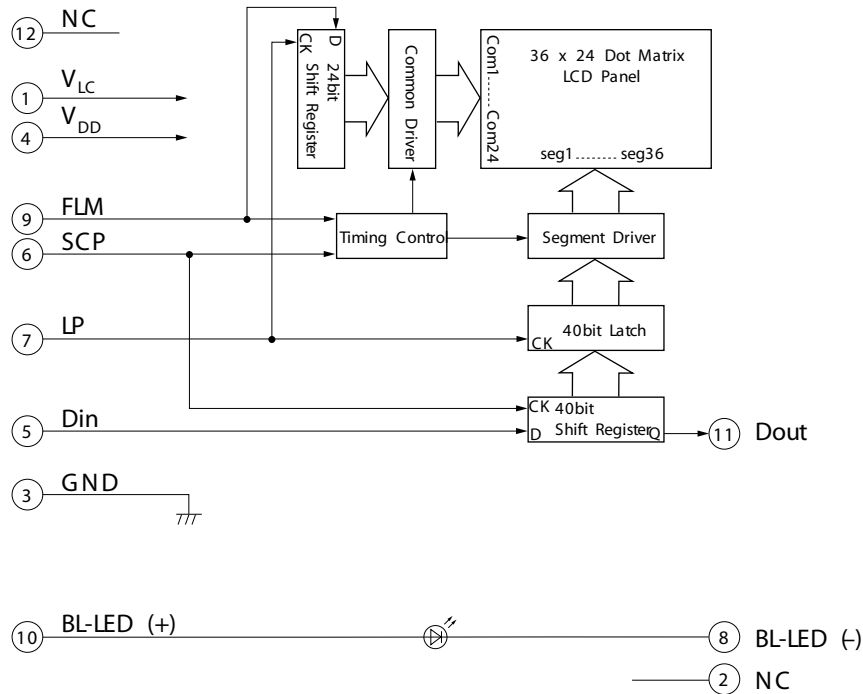 12 NC
1 VLC
4 VDD
9 FLM
6 SCP
7 LP
5 Din
3 GND
10 BL-LED (+)
D
CK
24bit
Shift Register
Common Driver
Com1........Com24
36 x 24 Dot Matrix
LCD Panel
seg1 ......... seg36
Timing Control
Segment Driver
40bit Latch
CK
CK 40bit
D Shift Register Q
11 Dout
8 BL-LED (-)
2 NC